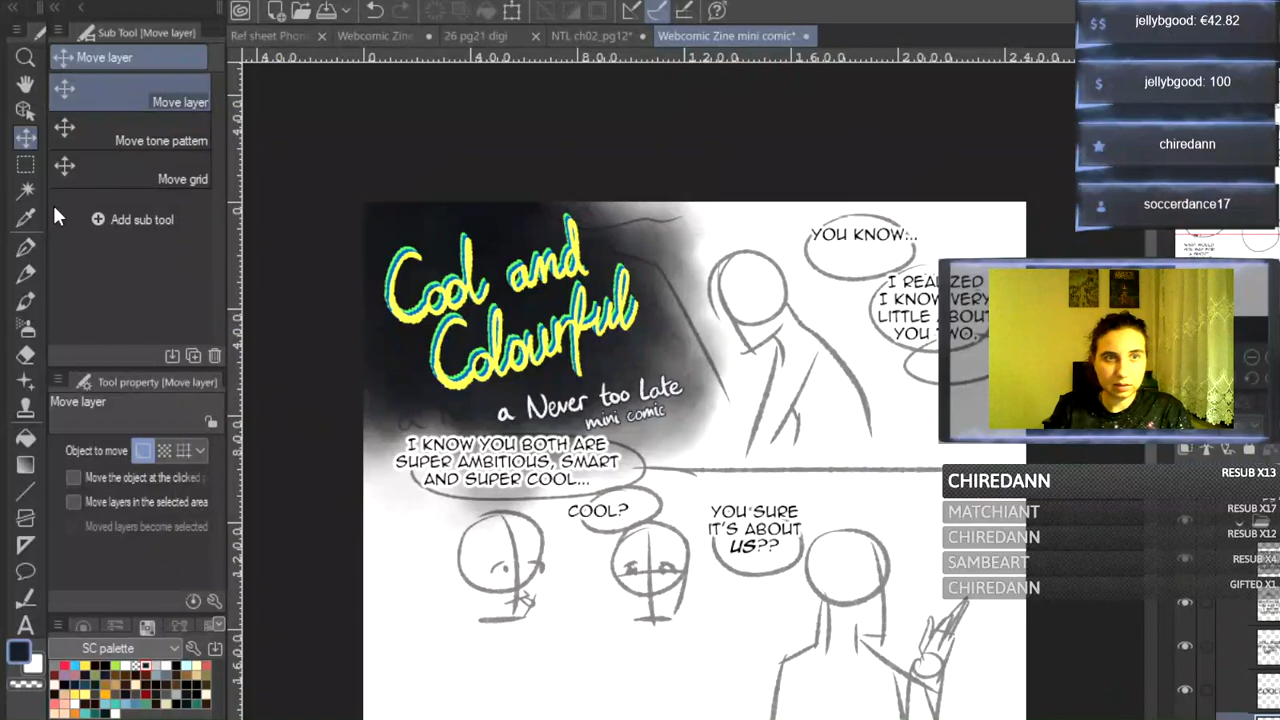 Sub Tool [Move layer]
Move layer
Move layer
Move tone pattern
Move grid
Add sub tool
Tool property [Move layer]
Move layer
Object to move
Move the object at the clicked
Move layers in the selected area
Moved layers become selected
SC palette
Webcomic Zine
26 pg21 digi
NTL ch02_pg12*
Webcomic Zine mini comic*
Cool and
Colourful
a Never too Late
mini comic
YOU KNOW...
I REALIZED
I KNOW VERY
LITTLE ABOUT
YOU TWO.
I KNOW YOU BOTH ARE
SUPER AMBITIOUS, SMART
AND SUPER COOL...
COOL?
YOU SURE
IT'S ABOUT
US??
jellybgood: €42.82
jellybgood: 100
chiredann
soccerdance17
CHIREDANN RESUB X13
MATCHIANT RESUB X17
CHIREDANN RESUB X12
SAMBEART RESUB X4
CHIREDANN GIFTED X1